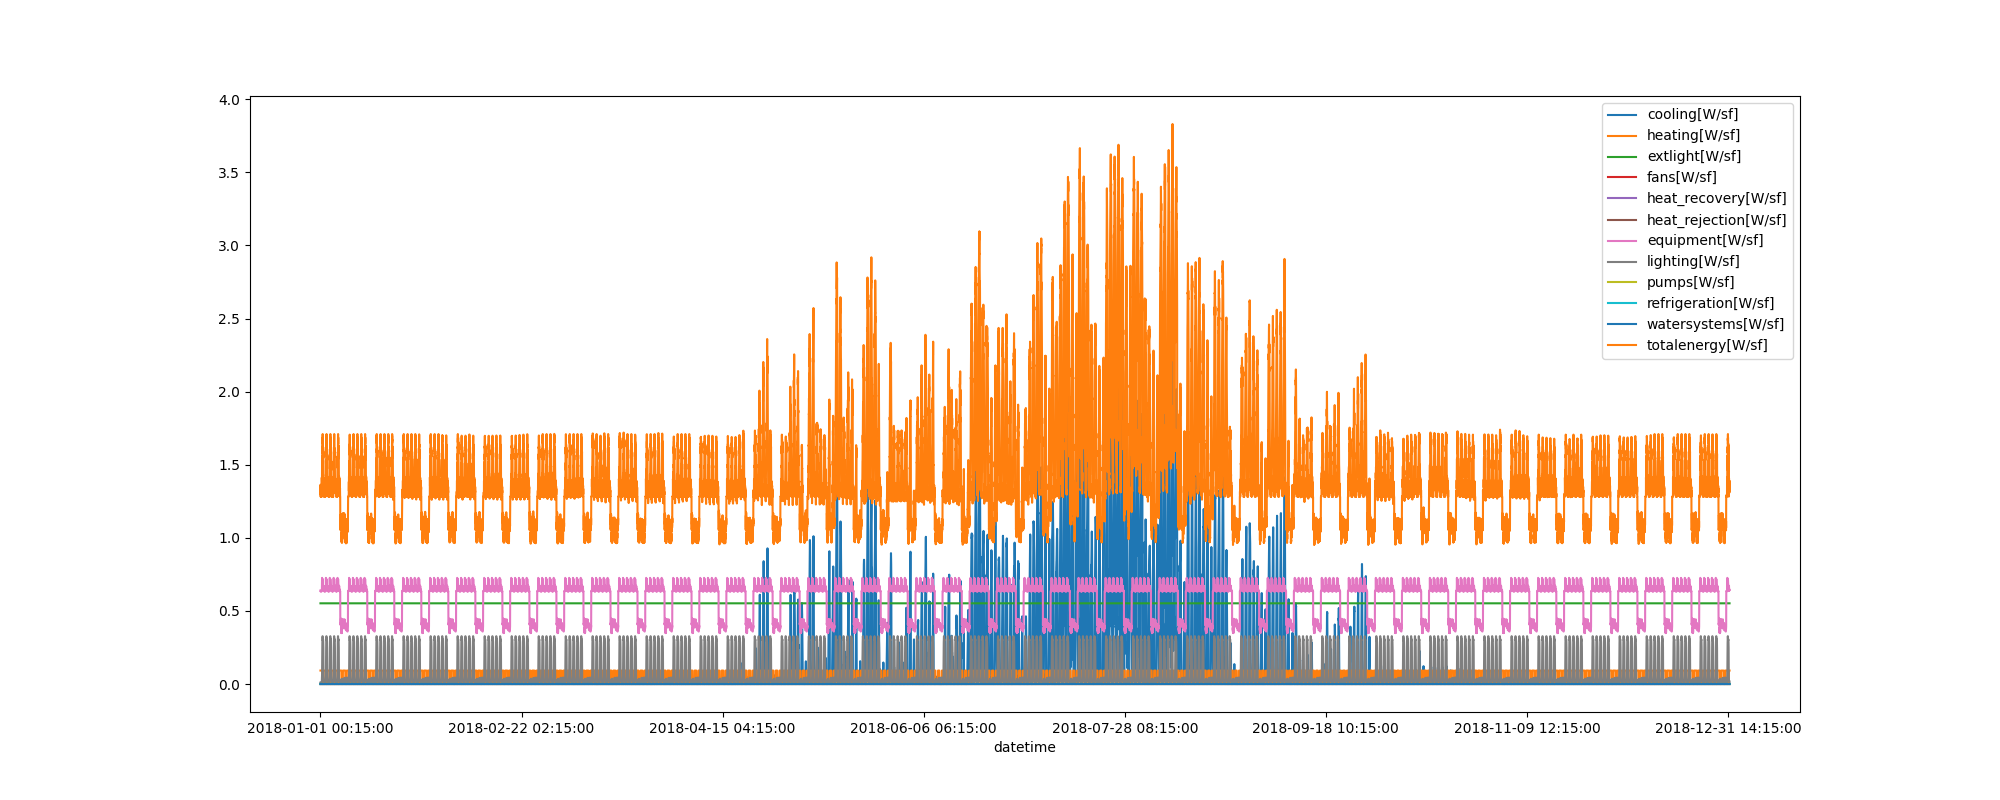 4.0
3.5
3.0
2.5
2.0
1.5
1.0
0.5
0.0
cooling[W/sf]
heating[W/sf]
extlight[W/sf]
fans[W/sf]
heat_recovery[W/sf]
heat_rejection[W/sf]
equipment[W/sf]
lighting[W/sf]
pumps[W/sf]
refrigeration[W/sf]
watersystems[W/sf]
totalenergy[W/sf]
2018-01-01 00:15:00 2018-02-22 02:15:00 2018-04-15 04:15:00 2018-06-06 06:15:00 2018-07-28 08:15:00 2018-09-18 10:15:00 2018-11-09 12:15:00 2018-12-31 14:15:00
datetime